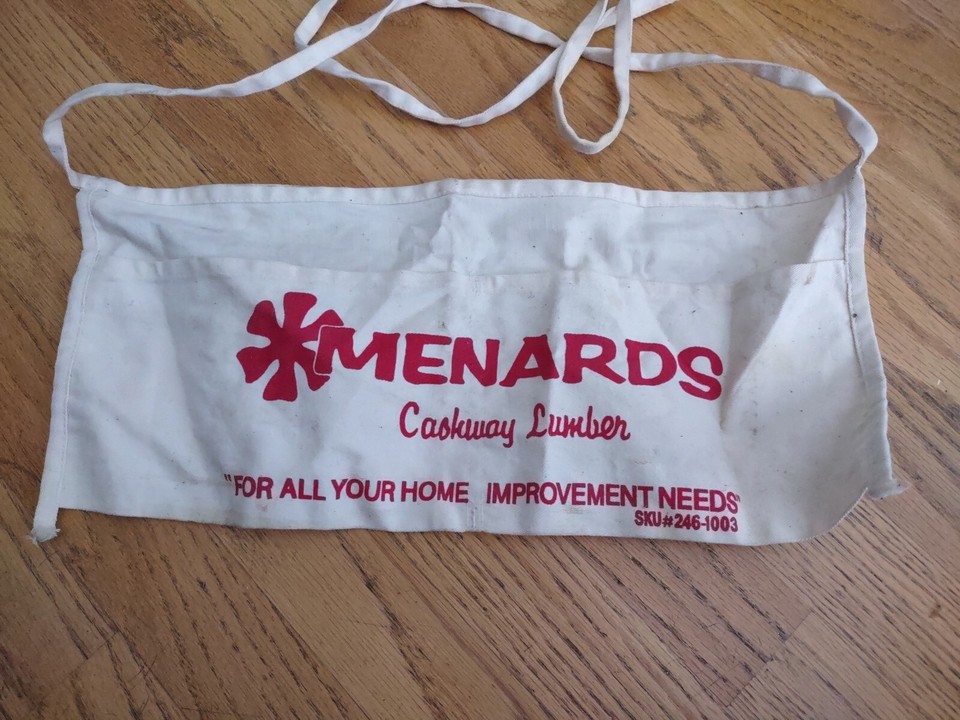 MENARDS
Cashway Lumber
"FOR ALL YOUR HOME IMPROVEMENT NEEDS"
SKU#246-1003